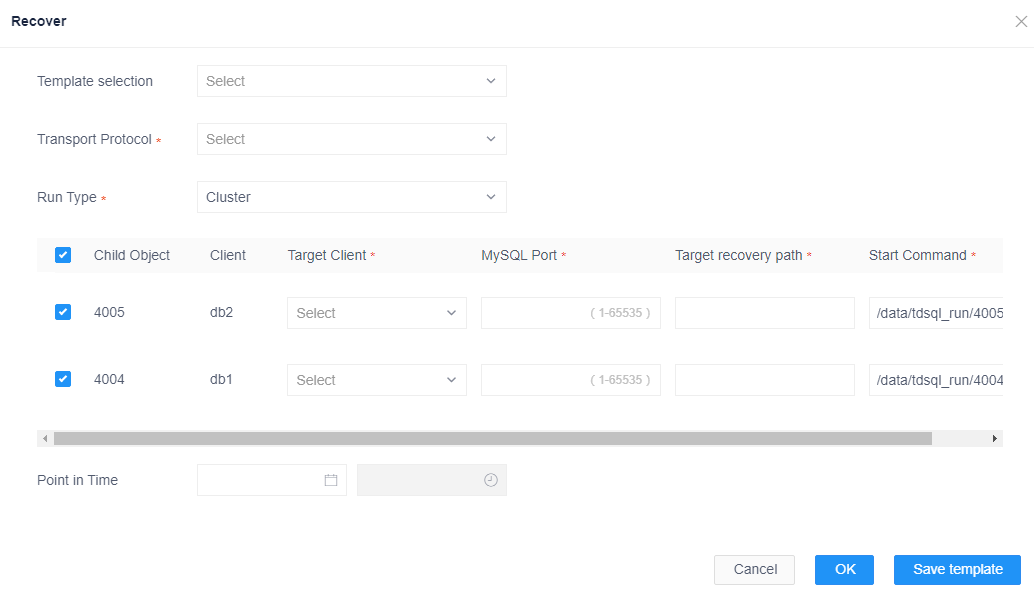 Recover
Template selection Select
Transport Protocol * Select
Run Type * Cluster
Child Object Client Target Client * MySQL Port * Target recovery path * Start Command *
4005 db2 Select ( 1-65535 ) /data/tdsql_run/4005
4004 db1 Select ( 1-65535 ) /data/tdsql_run/4004
Point in Time
Cancel OK Save template